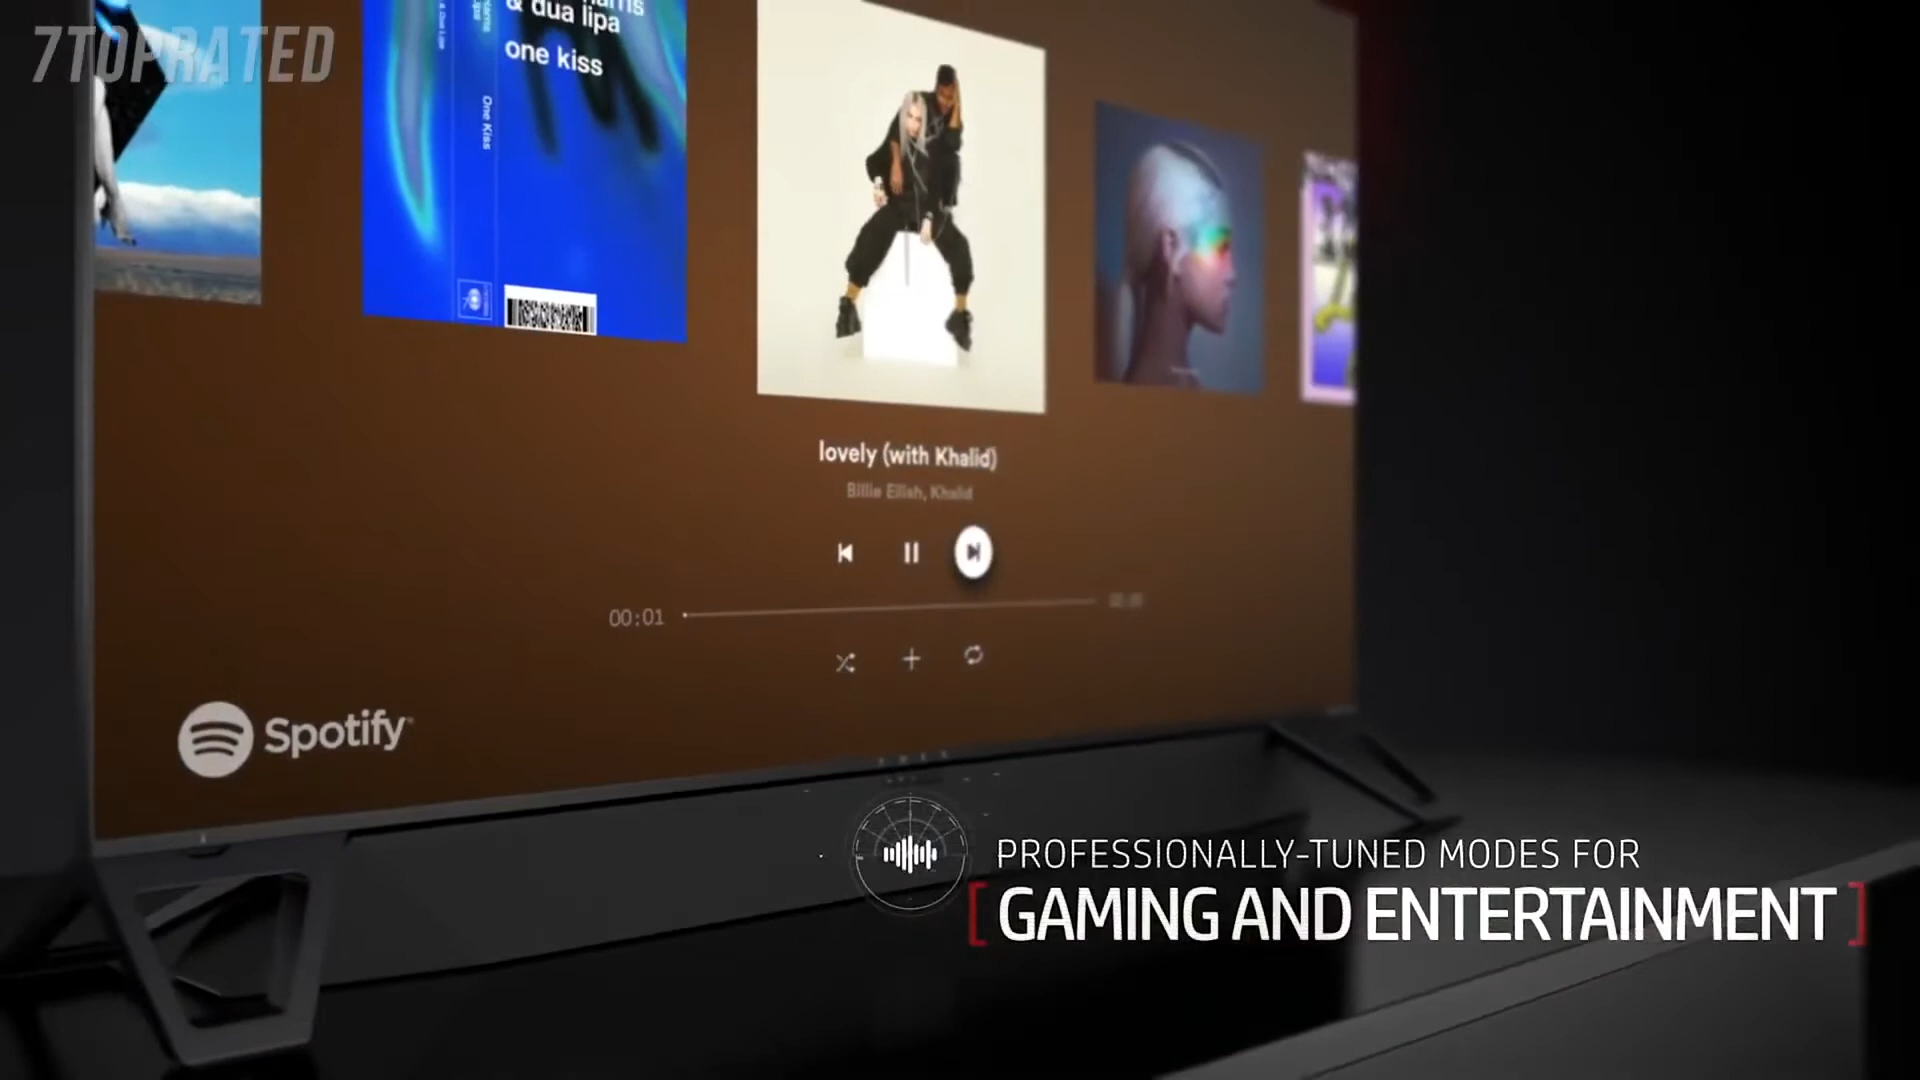 7TOPRATED
& dua lipa
one kiss
One Kiss
lovely (with Khalid)
Billie Eilish, Khalid
00:01
Spotify
PROFESSIONALLY-TUNED MODES FOR
[ GAMING AND ENTERTAINMENT ]